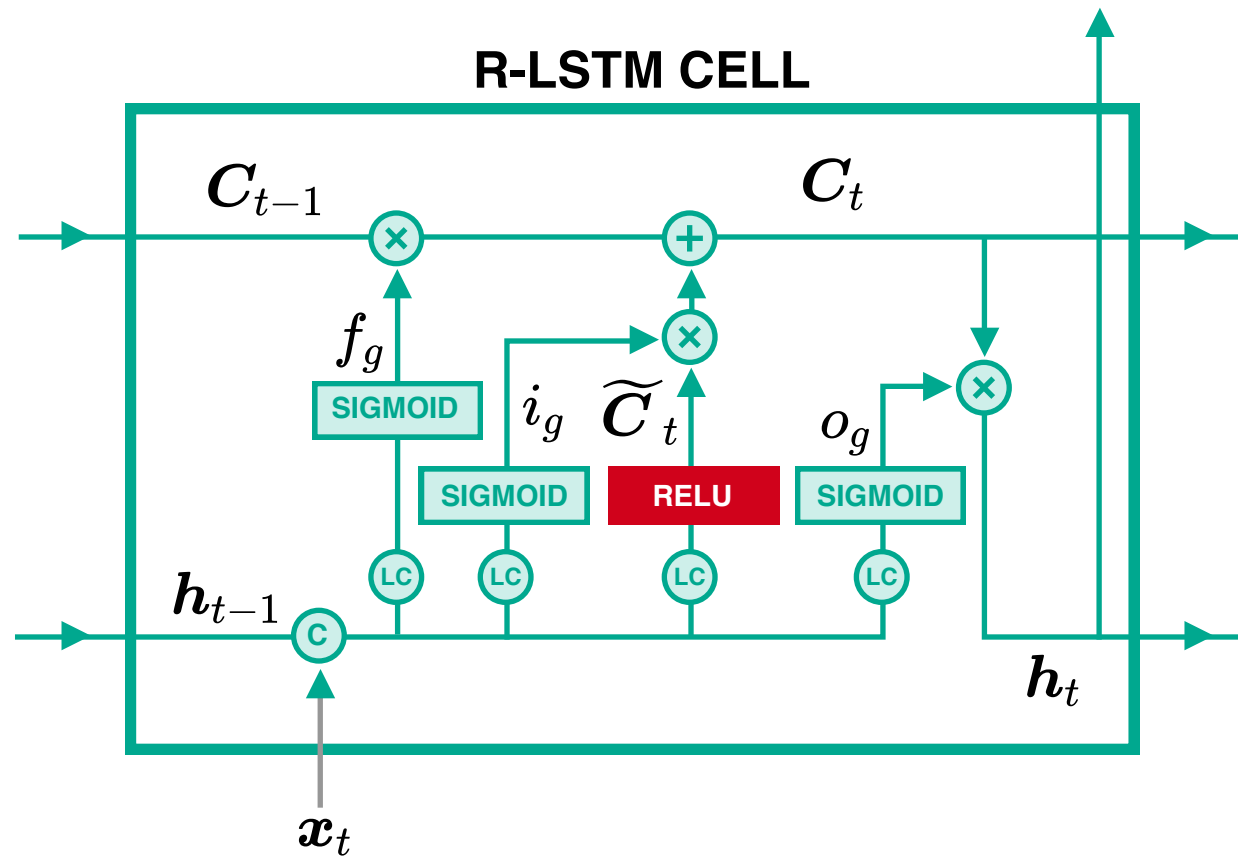 R-LSTM CELL
C_{t-1}
C_t
×
+
f_g
×
SIGMOID
i_g
\widetilde{C}_t
o_g
×
SIGMOID
RELU
SIGMOID
LC
LC
LC
LC
h_{t-1}
C
h_t
x_t